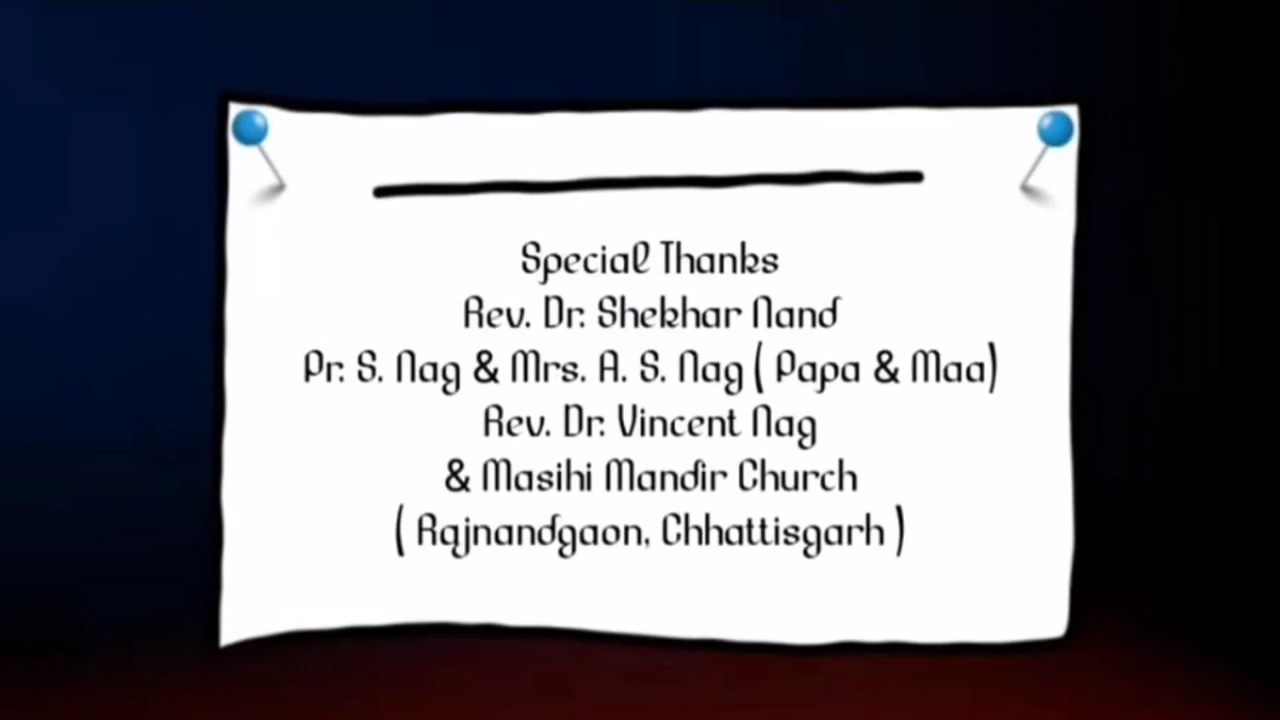 Special Thanks
Rev. Dr. Shekhar Nand
Pr. S. Nag & Mrs. A. S. Nag ( Papa & Maa)
Rev. Dr. Vincent Nag
& Masihi Mandir Church
( Rajnandgaon, Chhattisgarh )